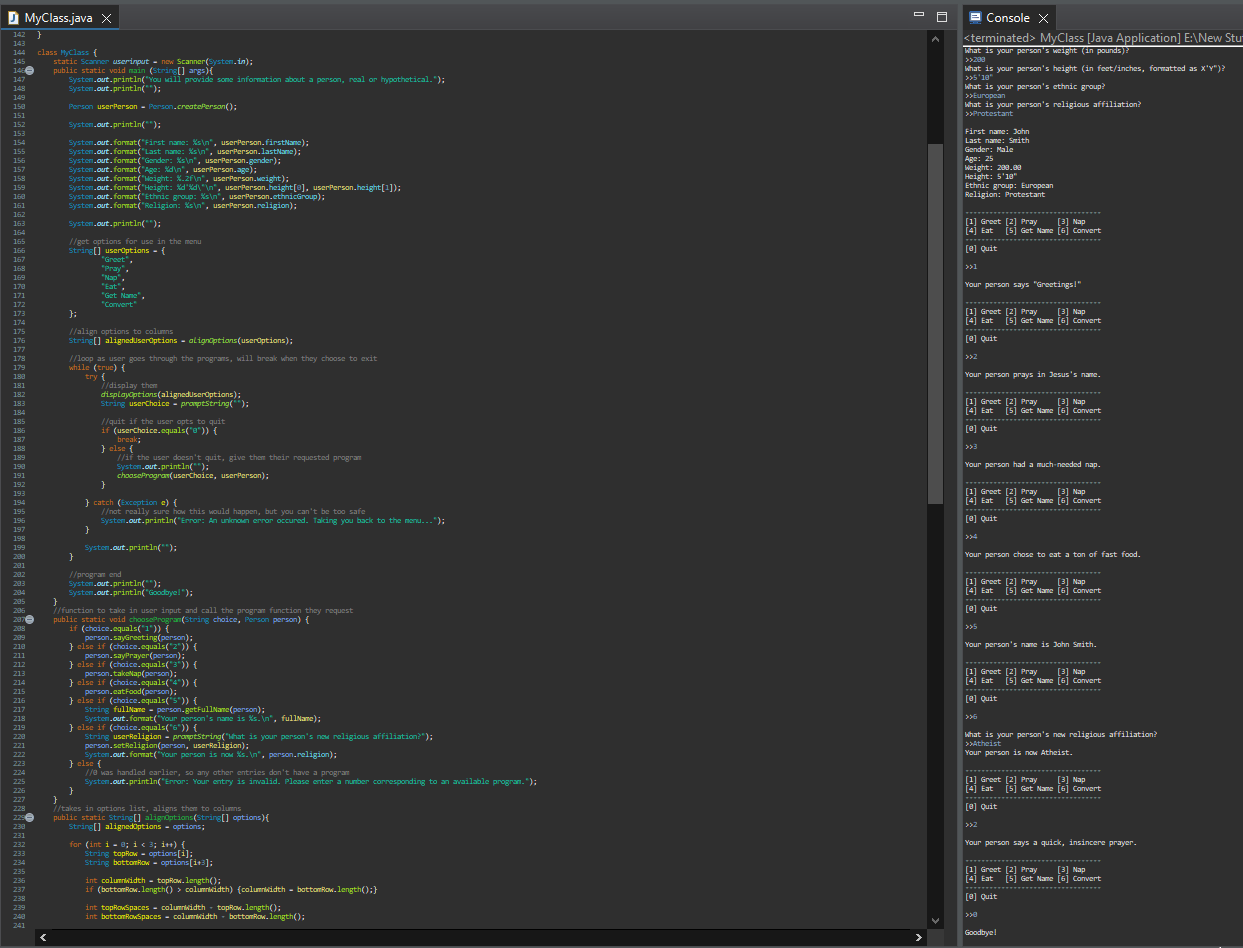 MyClass.java
142 }
143
144 class MyClass {
145 static Scanner userinput = new Scanner(System.in);
146 public static void main (String[] args){
147 System.out.println("You will provide some information about a person, real or hypothetical.");
148 System.out.println("");
149
150 Person userPerson = Person.createPerson();
151
152 System.out.println("");
153
154 System.out.format("First name: %s\n", userPerson.firstName);
155 System.out.format("Last name: %s\n", userPerson.lastName);
156 System.out.format("Gender: %s\n", userPerson.gender);
157 System.out.format("Age: %d\n", userPerson.age);
158 System.out.format("Weight: %.2f\n", userPerson.weight);
159 System.out.format("Height: %d'%d\"\n", userPerson.height[0], userPerson.height[1]);
160 System.out.format("Ethnic group: %s\n", userPerson.ethnicGroup);
161 System.out.format("Religion: %s\n", userPerson.religion);
162
163 System.out.println("");
164
165 //get options for use in the menu
166 String[] userOptions = {
167 "Greet",
168 "Pray",
169 "Nap",
170 "Eat",
171 "Get Name",
172 "Convert"
173 };
174
175 //align options to columns
176 String[] alignedUserOptions = alignOptions(userOptions);
177
178 //loop as user goes through the programs, will break when they choose to exit
179 while (true) {
180 try {
181 //display them
182 displayOptions(alignedUserOptions);
183 String userChoice = promptString("");
184
185 //quit if the user opts to quit
186 if (userChoice.equals("0")) {
187 break;
188 } else {
189 //if the user doesn't quit, give them their requested program
190 System.out.println("");
191 chooseProgram(userChoice, userPerson);
192 }
193
194 } catch (Exception e) {
195 //not really sure how this would happen, but you can't be too safe
196 System.out.println("Error: An unknown error occured. Taking you back to the menu...");
197 }
198
199 System.out.println("");
200 }
201
202 //program end
203 System.out.println("");
204 System.out.println("Goodbye!");
205 }
206 //function to take in user input and call the program function they request
207 public static void chooseProgram(String choice, Person person) {
208 if (choice.equals("1")) {
209 person.sayGreeting(person);
210 } else if (choice.equals("2")) {
211 person.sayPrayer(person);
212 } else if (choice.equals("3")) {
213 person.takeNap(person);
214 } else if (choice.equals("4")) {
215 person.eatFood(person);
216 } else if (choice.equals("5")) {
217 String fullName = person.getFullName(person);
218 System.out.format("Your person's name is %s.\n", fullName);
219 } else if (choice.equals("6")) {
220 String userReligion = promptString("What is your person's new religious affiliation?");
221 person.setReligion(person, userReligion);
222 System.out.format("Your person is now %s.\n", person.religion);
223 } else {
224 //0 was handled earlier, so any other entries don't have a program
225 System.out.println("Error: Your entry is invalid. Please enter a number corresponding to an available program.");
226 }
227 }
228 //takes in options list, aligns them to columns
229 public static String[] alignOptions(String[] options){
230 String[] alignedOptions = options;
231
232 for (int i = 0; i < 3; i++) {
233 String topRow = options[i];
234 String bottomRow = options[i+3];
235
236 int columnWidth = topRow.length();
237 if (bottomRow.length() > columnWidth) {columnWidth = bottomRow.length();}
238
239 int topRowSpaces = columnWidth - topRow.length();
240 int bottomRowSpaces = columnWidth - bottomRow.length();
241
Console
<terminated> MyClass [Java Application] E:\New Stu
What is your person's weight (in pounds)?
>>200
What is your person's height (in feet/inches, formatted as X'Y")?
>>5'10"
What is your person's ethnic group?
>>European
What is your person's religious affiliation?
>>Protestant
First name: John
Last name: Smith
Gender: Male
Age: 25
Weight: 200.00
Height: 5'10"
Ethnic group: European
Religion: Protestant
----------------------------------
[1] Greet [2] Pray [3] Nap
[4] Eat [5] Get Name [6] Convert
----------------------------------
[0] Quit
>>1
Your person says "Greetings!"
----------------------------------
[1] Greet [2] Pray [3] Nap
[4] Eat [5] Get Name [6] Convert
----------------------------------
[0] Quit
>>2
Your person prays in Jesus's name.
----------------------------------
[1] Greet [2] Pray [3] Nap
[4] Eat [5] Get Name [6] Convert
----------------------------------
[0] Quit
>>3
Your person had a much-needed nap.
----------------------------------
[1] Greet [2] Pray [3] Nap
[4] Eat [5] Get Name [6] Convert
----------------------------------
[0] Quit
>>4
Your person chose to eat a ton of fast food.
----------------------------------
[1] Greet [2] Pray [3] Nap
[4] Eat [5] Get Name [6] Convert
----------------------------------
[0] Quit
>>5
Your person's name is John Smith.
----------------------------------
[1] Greet [2] Pray [3] Nap
[4] Eat [5] Get Name [6] Convert
----------------------------------
[0] Quit
>>6
What is your person's new religious affiliation?
>>Atheist
Your person is now Atheist.
----------------------------------
[1] Greet [2] Pray [3] Nap
[4] Eat [5] Get Name [6] Convert
----------------------------------
[0] Quit
>>2
Your person says a quick, insincere prayer.
----------------------------------
[1] Greet [2] Pray [3] Nap
[4] Eat [5] Get Name [6] Convert
----------------------------------
[0] Quit
>>0
Goodbye!